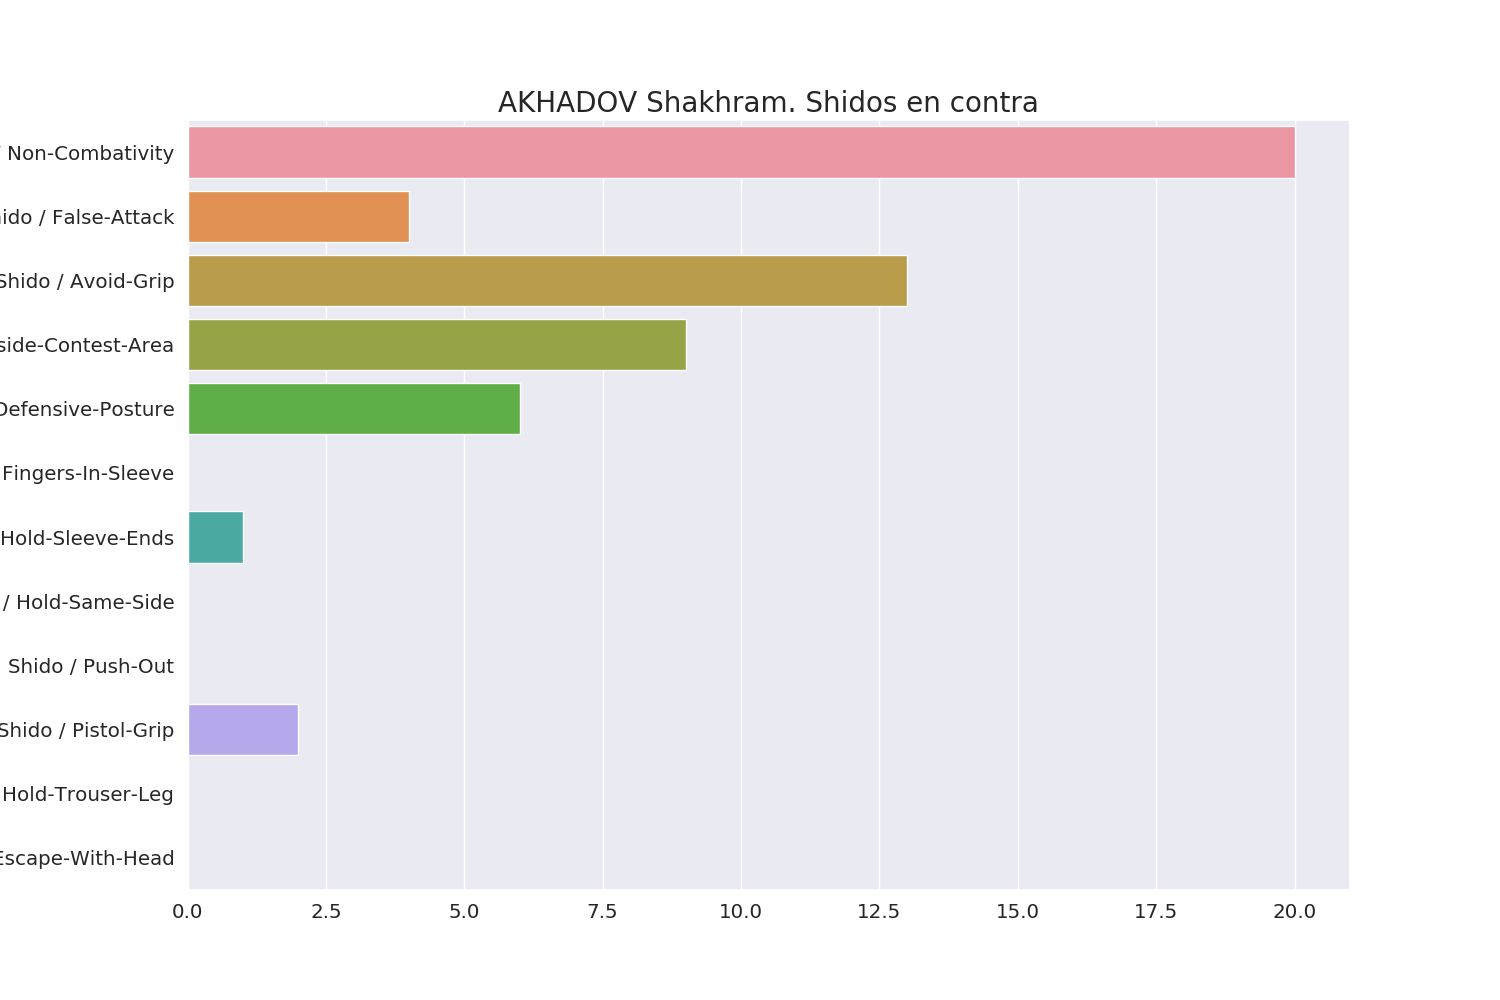 AKHADOV Shakhram. Shidos en contra
/ Non-Combativity
ido / False-Attack
Shido / Avoid-Grip
side-Contest-Area
Defensive-Posture
Fingers-In-Sleeve
Hold-Sleeve-Ends
/ Hold-Same-Side
Shido / Push-Out
Shido / Pistol-Grip
Hold-Trouser-Leg
Escape-With-Head
0.0 2.5 5.0 7.5 10.0 12.5 15.0 17.5 20.0